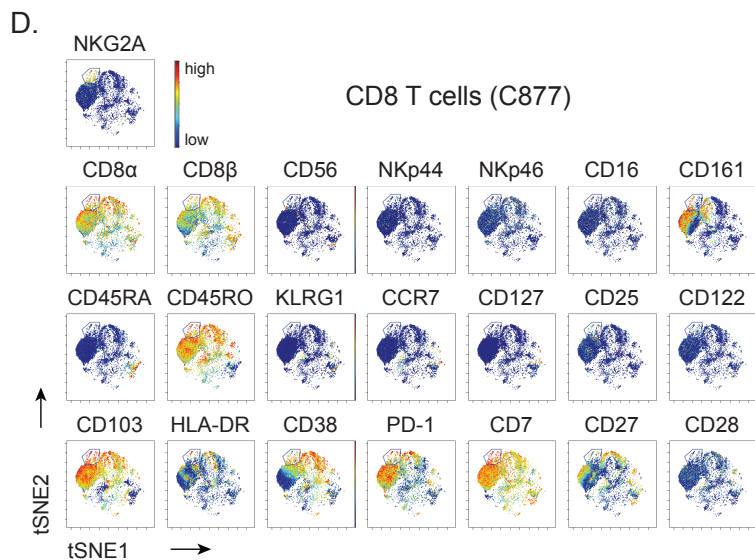 D.
NKG2A
high
low
CD8 T cells (C877)
CD8α CD8β CD56 NKp44 NKp46 CD16 CD161
CD45RA CD45RO KLRG1 CCR7 CD127 CD25 CD122
CD103 HLA-DR CD38 PD-1 CD7 CD27 CD28
tSNE2
tSNE1